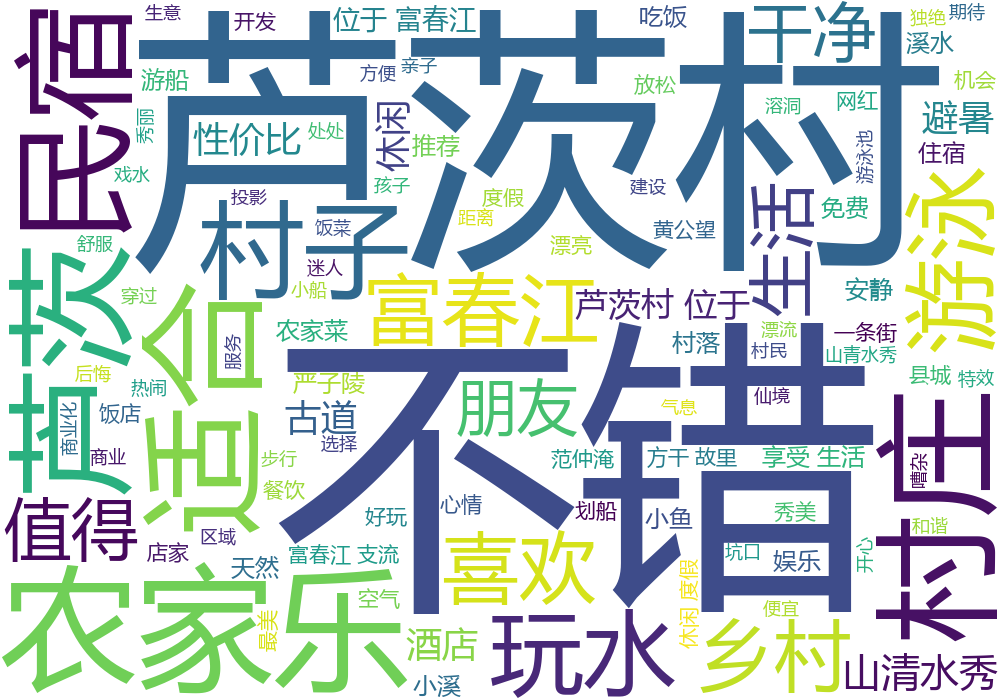 生意
开发
位于 富春江
吃饭
干净
独绝
期待
民宿
芦茨村
溪水
游船
方便
亲子
放松
机会
溶洞
网红
秀丽
性价比
处处
休闲
推荐
避暑
游泳池
住宿
戏水
投影
孩子
度假
建设
生活
免费
游泳
村子
饭菜
距离
黄公望
舒服
漂亮
迷人
芦茨
穿过
适合
小船
富春江
芦茨村 位于
安静
农家菜
服务
村落
漂流
一条街
村民
山青水秀
后悔
热闹
严子陵
朋友
不错
县城
特效
仙境
商业化
饭店
古道
气息
村庄
商业
选择
步行
范仲淹
方干 故里
享受 生活
嘈杂
餐饮
心情
划船
小鱼
秀美
值得
好玩
和谐
区域
店家
富春江 支流
喜欢
坑口
娱乐
开心
天然
农家乐
空气
休闲 度假
便宜
最美
酒店
玩水
乡村
小溪
山清水秀